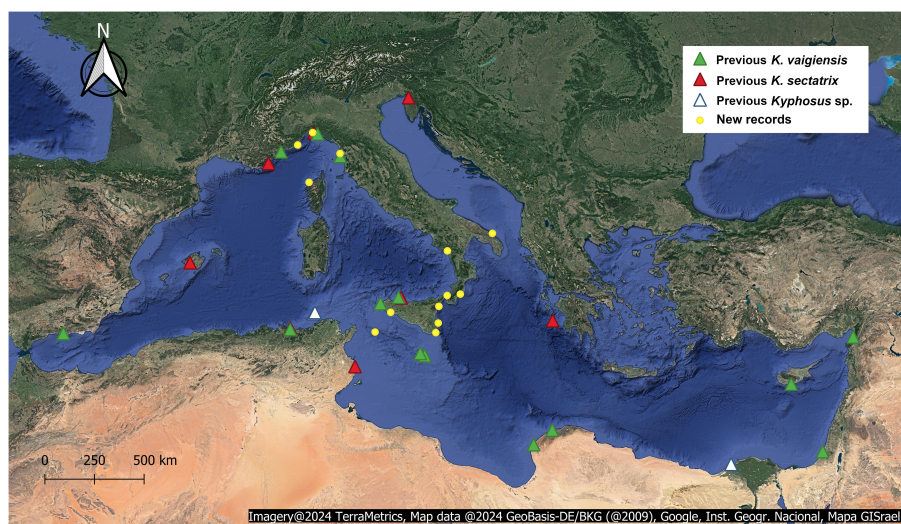 N
Previous K. vaigiensis
Previous K. sectatrix
Previous Kyphosus sp.
New records
0 250 500 km
Imagery@2024 TerraMetrics, Map data @2024 GeoBasis-DE/BKG (@2009), Google, Inst. Geogr. Nacional, Mapa GISrael